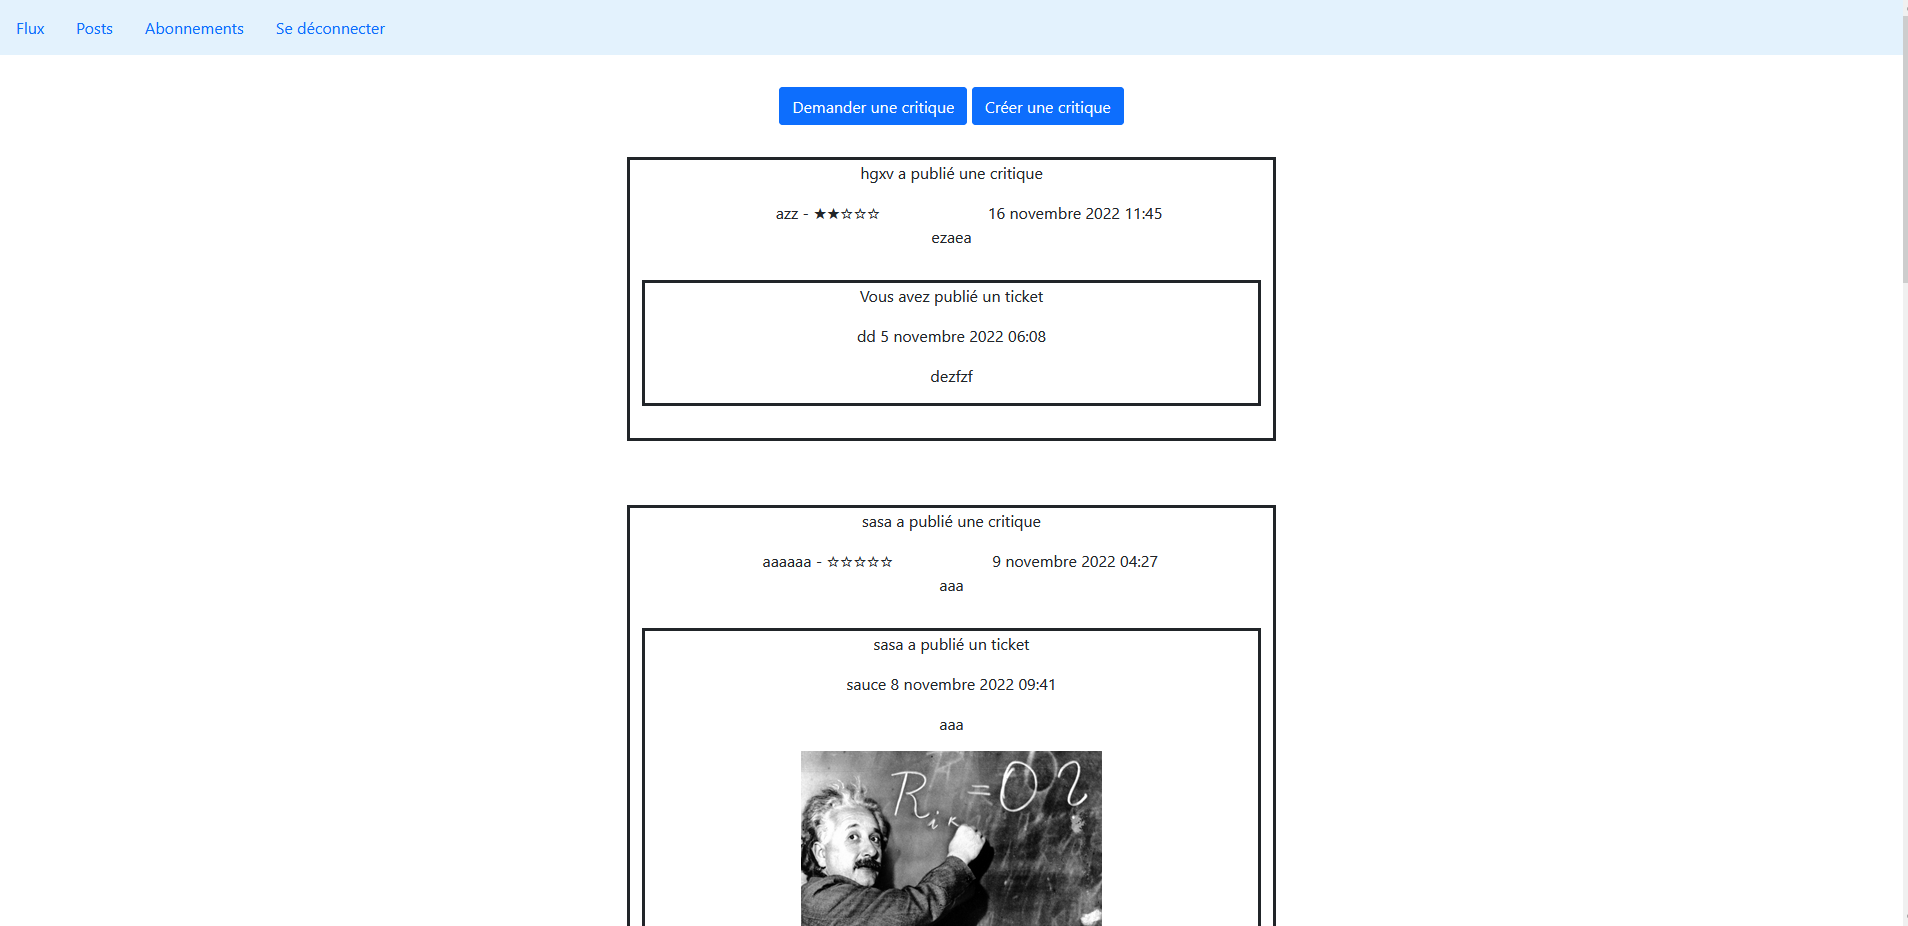 Flux Posts Abonnements Se déconnecter
Demander une critique Créer une critique
hgxv a publié une critique
azz - ★★☆☆☆ 16 novembre 2022 11:45
ezaea
Vous avez publié un ticket
dd 5 novembre 2022 06:08
dezfzf
sasa a publié une critique
aaaaaa - ☆☆☆☆☆ 9 novembre 2022 04:27
aaa
sasa a publié un ticket
sauce 8 novembre 2022 09:41
aaa
R i κ = 0 ?